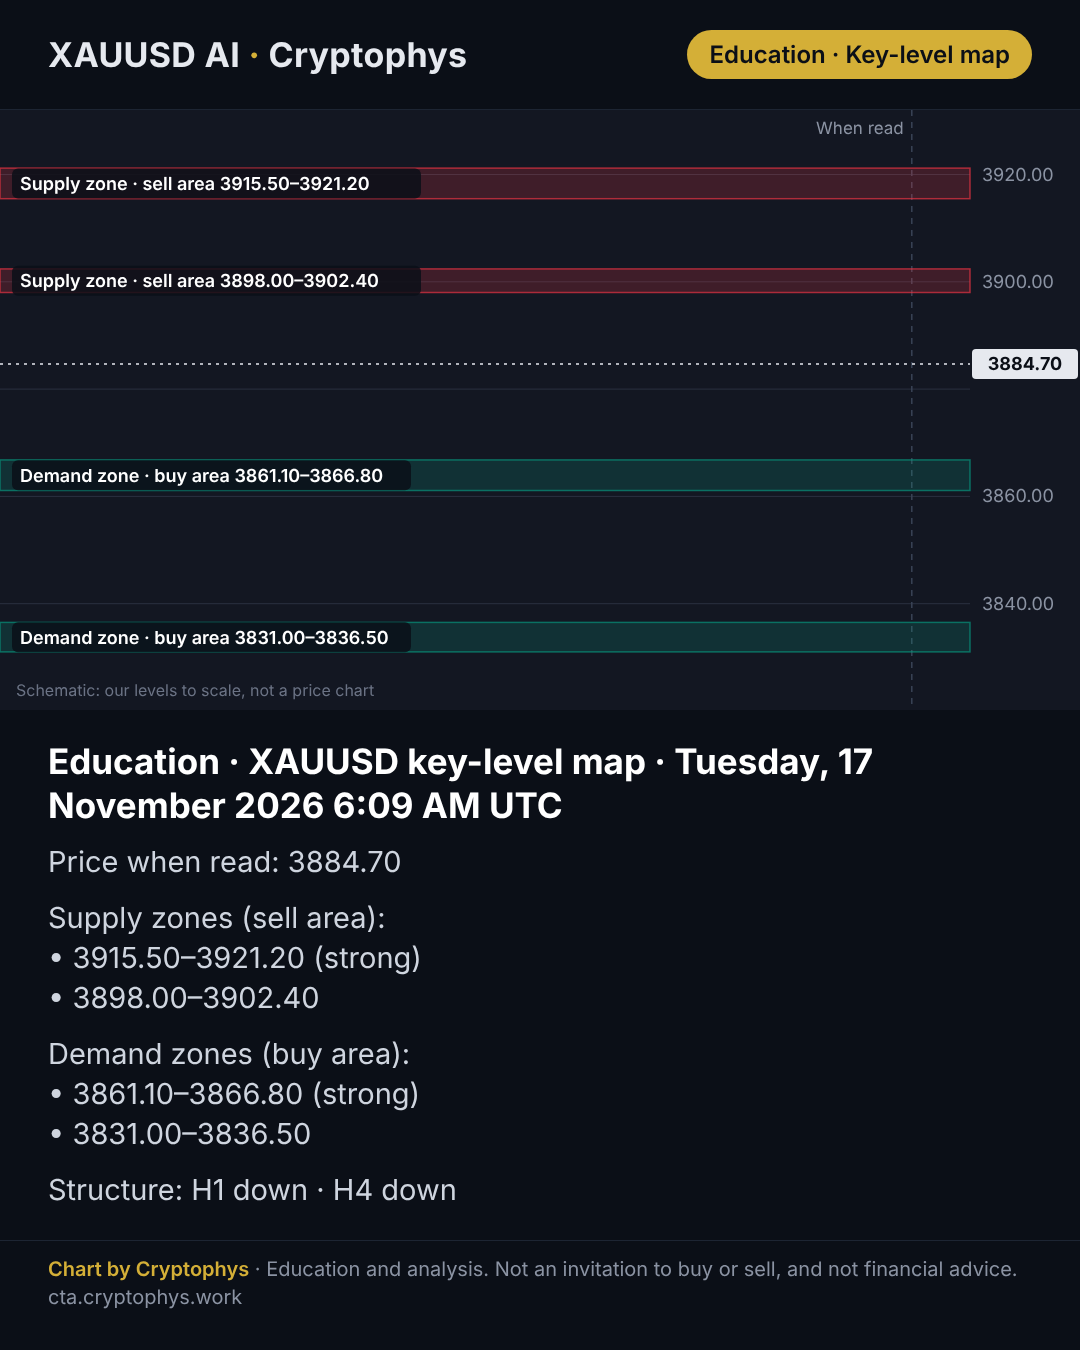 XAUUSD AI · Cryptophys
Education · Key-level map
When read
Supply zone · sell area 3915.50–3921.20
3920.00
Supply zone · sell area 3898.00–3902.40
3900.00
3884.70
Demand zone · buy area 3861.10–3866.80
3860.00
3840.00
Demand zone · buy area 3831.00–3836.50
Schematic: our levels to scale, not a price chart
Education · XAUUSD key-level map · Tuesday, 17
November 2026 6:09 AM UTC
Price when read: 3884.70
Supply zones (sell area):
• 3915.50–3921.20 (strong)
• 3898.00–3902.40
Demand zones (buy area):
• 3861.10–3866.80 (strong)
• 3831.00–3836.50
Structure: H1 down · H4 down
Chart by Cryptophys · Education and analysis. Not an invitation to buy or sell, and not financial advice.
cta.cryptophys.work